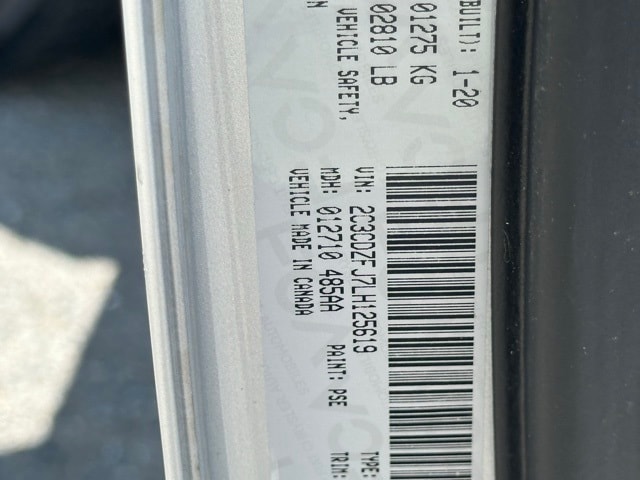 (BUILT): 1-20
01275 KG
02810 LB
VEHICLE SAFETY,
VIN: 2C3CDZFJ7LH125619 TYPE:
MDH: 012710 485AA PAINT: PSE TRIM:
VEHICLE MADE IN CANADA